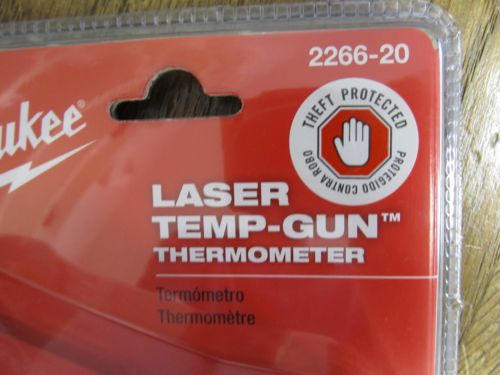 2266-20
THEFT PROTECTED
PROTEGIDO CONTRA ROBO
ukee®
LASER
TEMP-GUN™
THERMOMETER
Termómetro
Thermomètre